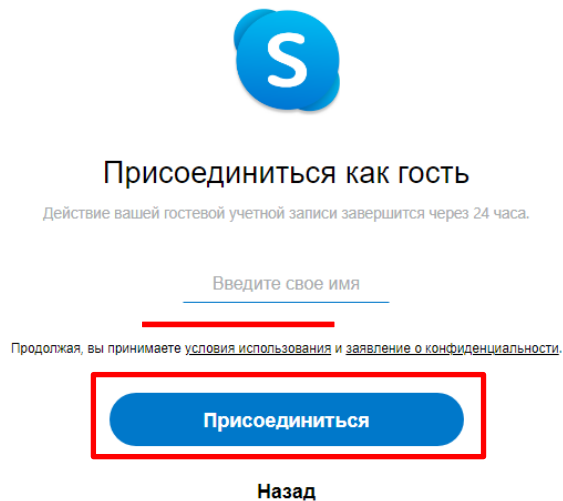 S
Присоединиться как гость
Действие вашей гостевой учетной записи завершится через 24 часа.
Введите свое имя
Продолжая, вы принимаете условия использования и заявление о конфиденциальности.
Присоединиться
Назад